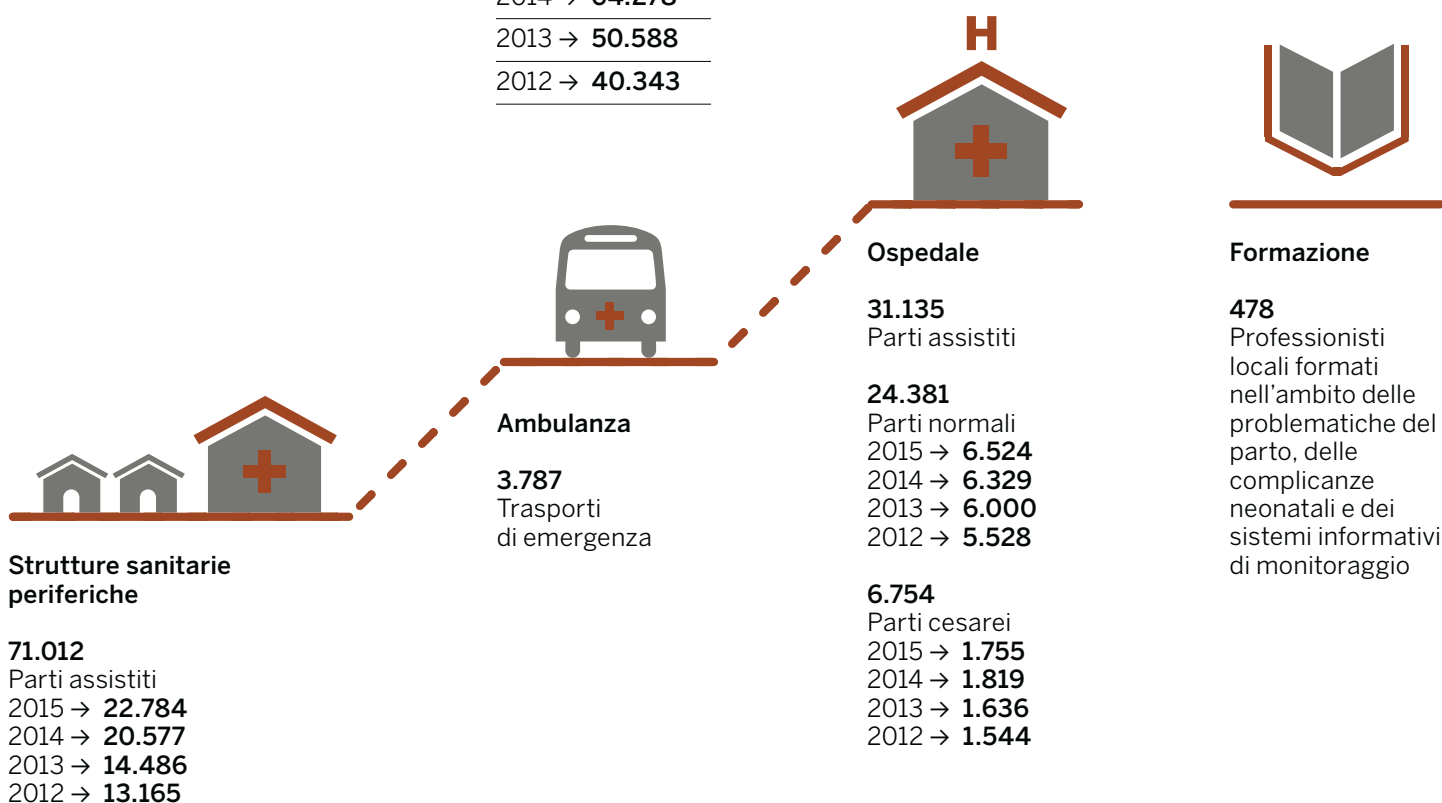 2013 → 50.588
2012 → 40.343
H
Strutture sanitarie
periferiche
71.012
Parti assistiti
2015 → 22.784
2014 → 20.577
2013 → 14.486
2012 → 13.165
Ambulanza
3.787
Trasporti
di emergenza
Ospedale
31.135
Parti assistiti
24.381
Parti normali
2015 → 6.524
2014 → 6.329
2013 → 6.000
2012 → 5.528
6.754
Parti cesarei
2015 → 1.755
2014 → 1.819
2013 → 1.636
2012 → 1.544
Formazione
478
Professionisti
locali formati
nell’ambito delle
problematiche del
parto, delle
complicanze
neonatali e dei
sistemi informativi
di monitoraggio